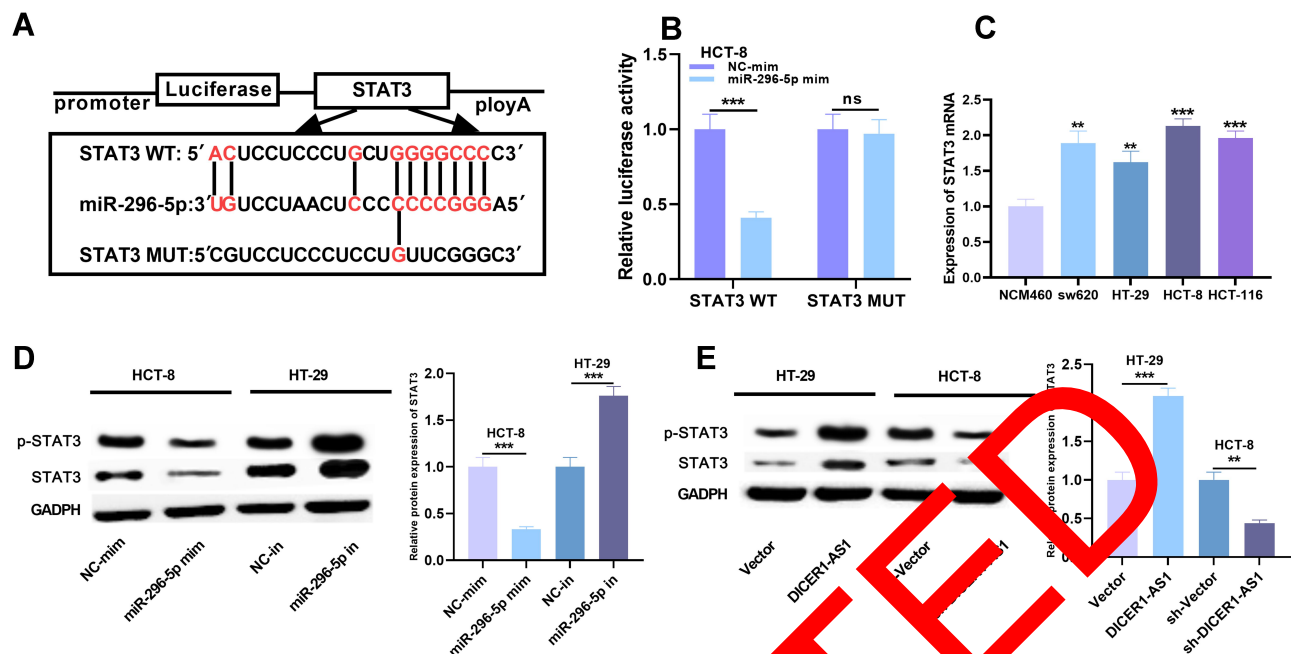 A
promoter
Luciferase
STAT3
ployA
STAT3 WT: 5′ ACUCCUCCCUGCUGGGGCCCC3′
miR-296-5p:3′UGUCCUAACUCCCCCCCGGGA5′
STAT3 MUT:5′CGUCCUCCCUCCUGUUCGGGC3′
B
HCT-8
NC-mim
miR-296-5p mim
Relative luciferase activity
1.5
1.0
0.5
0.0
***
ns
STAT3 WT
STAT3 MUT
C
Expression of STAT3 mRNA
2.5
2.0
1.5
1.0
0.5
0.0
**
**
***
***
NCM460
sw620
HT-29
HCT-8
HCT-116
D
HCT-8
HT-29
p-STAT3
STAT3
GADPH
NC-mim
miR-296-5p mim
NC-in
miR-296-5p in
Relative protein expression of STAT3
2.0
1.5
1.0
0.5
0.0
HCT-8
***
HT-29
***
NC-mim
miR-296-5p mim
NC-in
miR-296-5p in
E
HT-29
HCT-8
p-STAT3
STAT3
GADPH
Vector
DICER1-AS1
-Vector
protein expression of
2.5
1.5
1.0
0.5
HT-29
***
HCT-8
**
Vector
DICER1-AS1
sh-Vector
sh-DICER1-AS1
TED